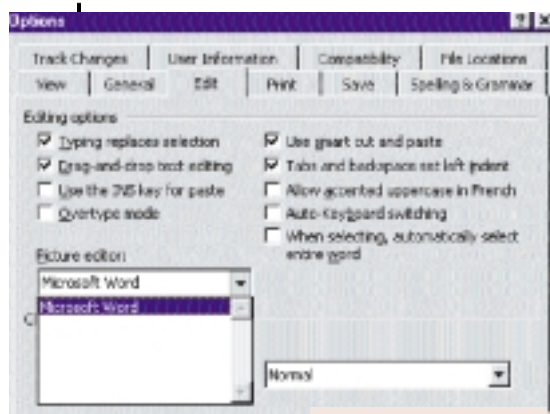 Options
Track Changes User Information Compatibility File Locations
View General Edit Print Save Spelling & Grammar
Editing options
Typing replaces selection Use smart cut and paste
Drag-and-drop text editing Tabs and backspace set left indent
Use the INS key for paste Allow accented uppercase in French
Overtype mode Auto-Keyboard switching
When selecting, automatically select
entire word
Picture editor:
Microsoft Word
Microsoft Word
C
Normal